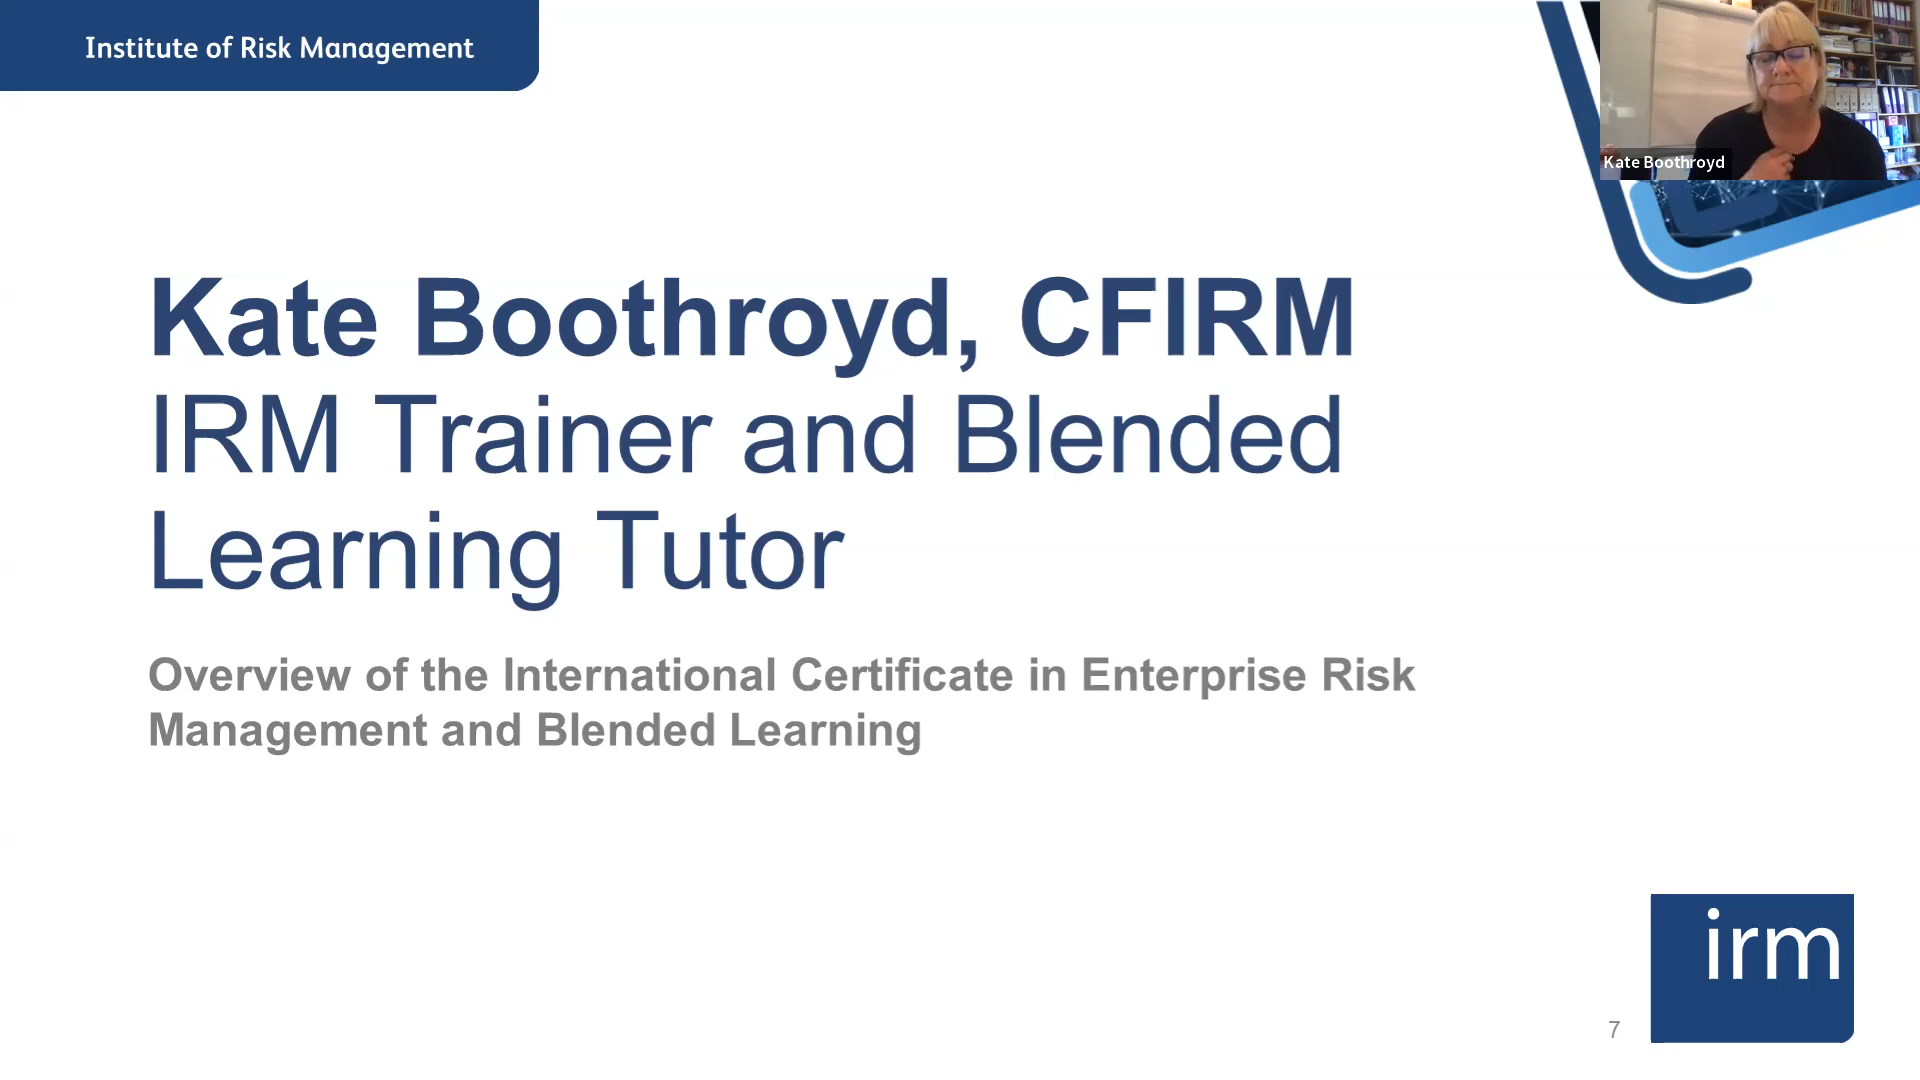 Institute of Risk Management
Kate Boothroyd
Kate Boothroyd, CFIRM
IRM Trainer and Blended
Learning Tutor
Overview of the International Certificate in Enterprise Risk
Management and Blended Learning
irm
7